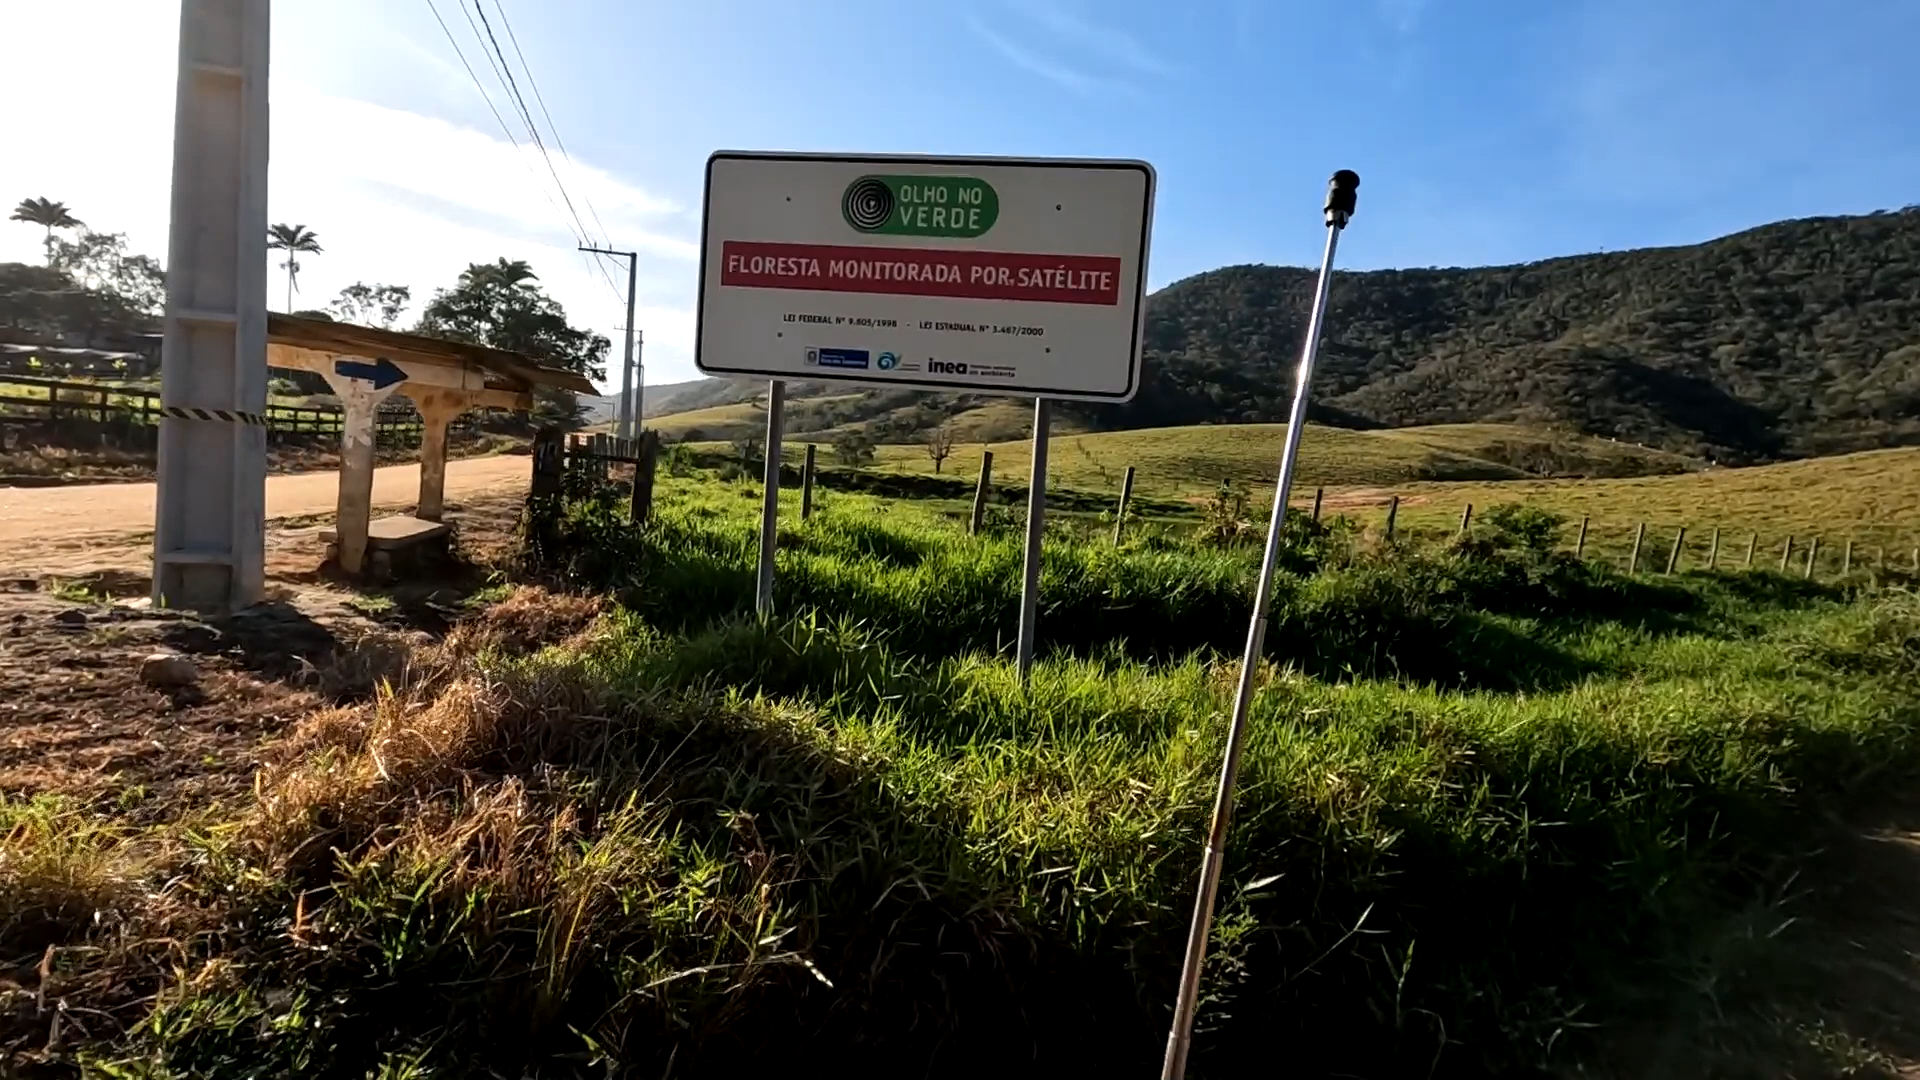 OLHO NO
VERDE
FLORESTA MONITORADA POR SATÉLITE
LEI FEDERAL Nº 9.605/1998 - LEI ESTADUAL Nº 3.467/2000
inea